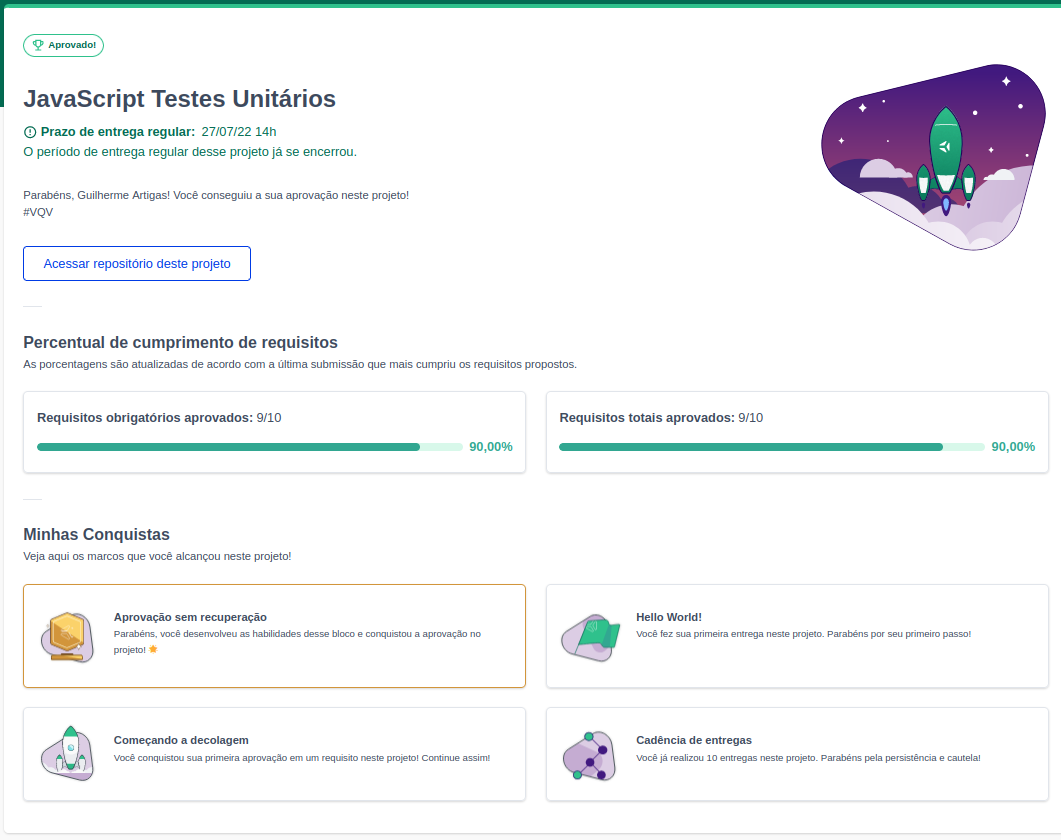 Aprovado!
JavaScript Testes Unitários
Prazo de entrega regular: 27/07/22 14h
O período de entrega regular desse projeto já se encerrou.
Parabéns, Guilherme Artigas! Você conseguiu a sua aprovação neste projeto!
#VQV
Acessar repositório deste projeto
Percentual de cumprimento de requisitos
As porcentagens são atualizadas de acordo com a última submissão que mais cumpriu os requisitos propostos.
Requisitos obrigatórios aprovados: 9/10
90,00%
Requisitos totais aprovados: 9/10
90,00%
Minhas Conquistas
Veja aqui os marcos que você alcançou neste projeto!
Aprovação sem recuperação
Parabéns, você desenvolveu as habilidades desse bloco e conquistou a aprovação no
projeto!
Hello World!
Você fez sua primeira entrega neste projeto. Parabéns por seu primeiro passo!
Começando a decolagem
Você conquistou sua primeira aprovação em um requisito neste projeto! Continue assim!
Cadência de entregas
Você já realizou 10 entregas neste projeto. Parabéns pela persistência e cautela!